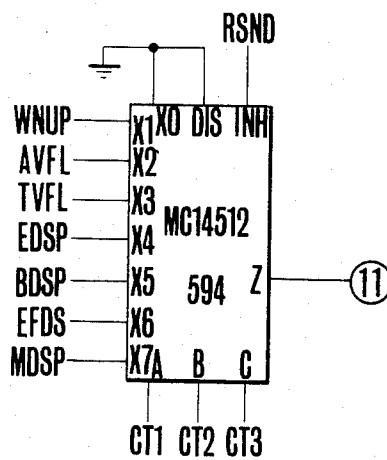 RSND
WNUP X1 X0 DIS INH
AVFL X2
TVFL X3
MC14512
EDSP X4
BDSP X5 594 Z 11
EFDS X6
MDSP X7 A B C
CT1 CT2 CT3